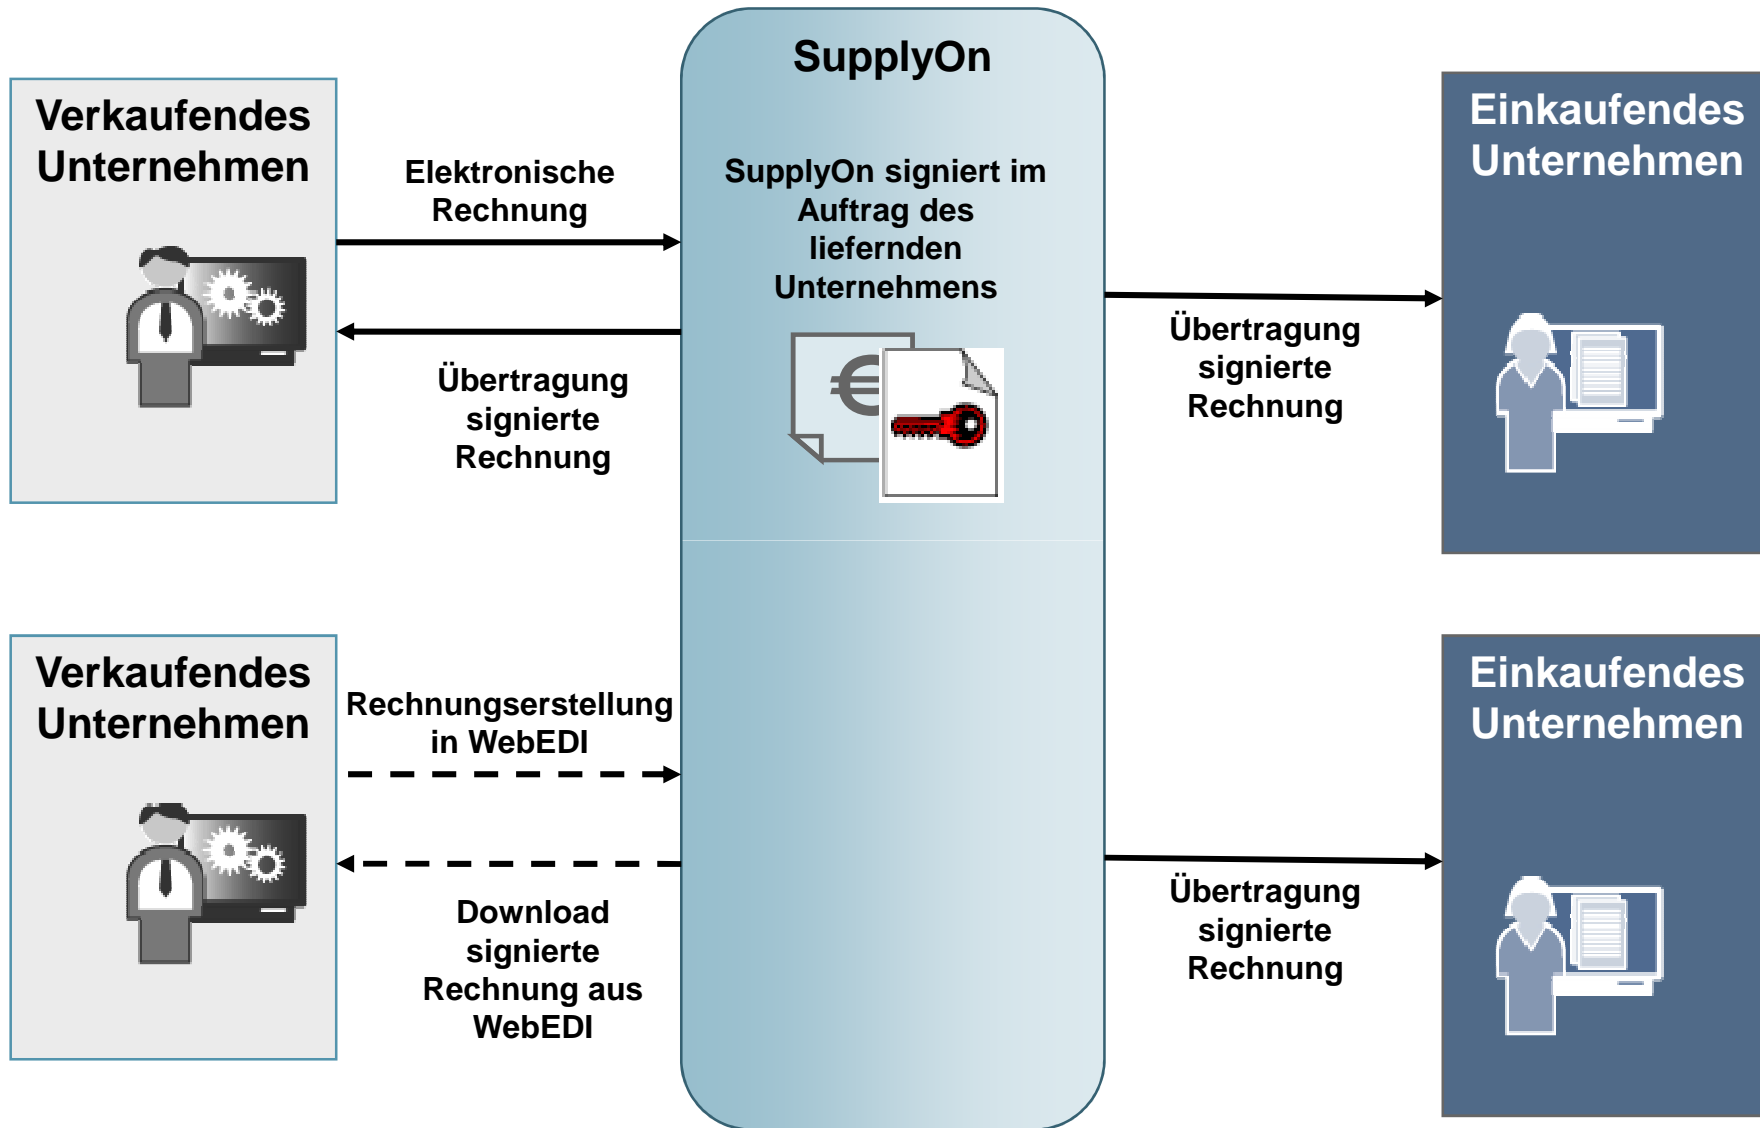 SupplyOn
Verkaufendes
Unternehmen
Elektronische
Rechnung
Übertragung
signierte
Rechnung
SupplyOn signiert im
Auftrag des
liefernden
Unternehmens
Übertragung
signierte
Rechnung
Einkaufendes
Unternehmen
Verkaufendes
Unternehmen
Rechnungserstellung
in WebEDI
Download
signierte
Rechnung aus
WebEDI
Übertragung
signierte
Rechnung
Einkaufendes
Unternehmen